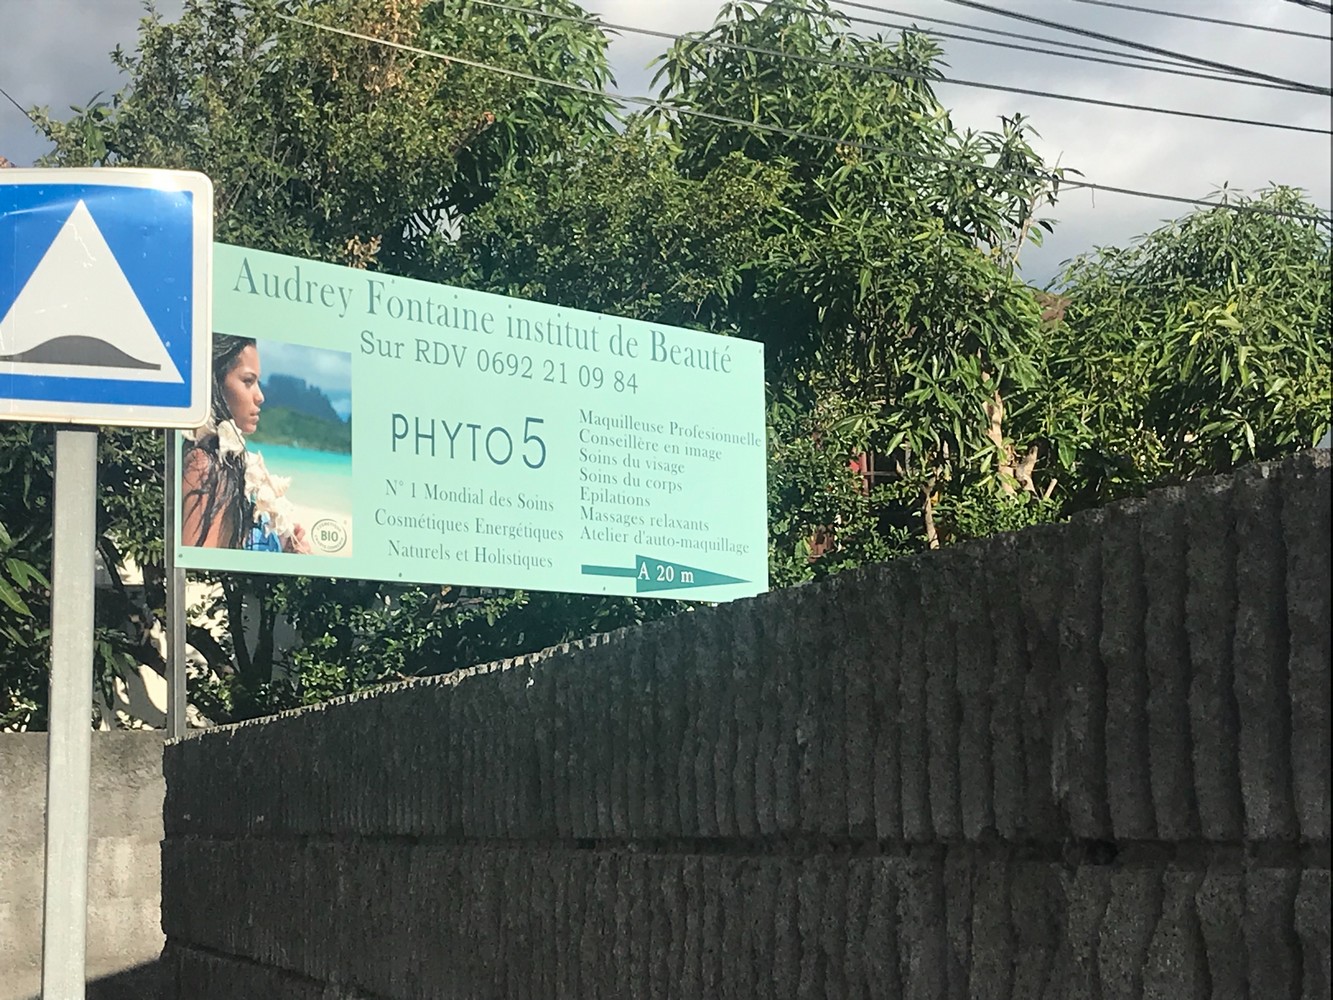 Audrey Fontaine institut de Beauté
Sur RDV 0692 21 09 84
PHYTO 5
N° 1 Mondial des Soins
Cosmétiques Energétiques
Naturels et Holistiques
Maquilleuse Profesionnelle
Conseillère en image
Soins du visage
Soins du corps
Epilations
Massages relaxants
Atelier d'auto-maquillage
A 20 m
BIO